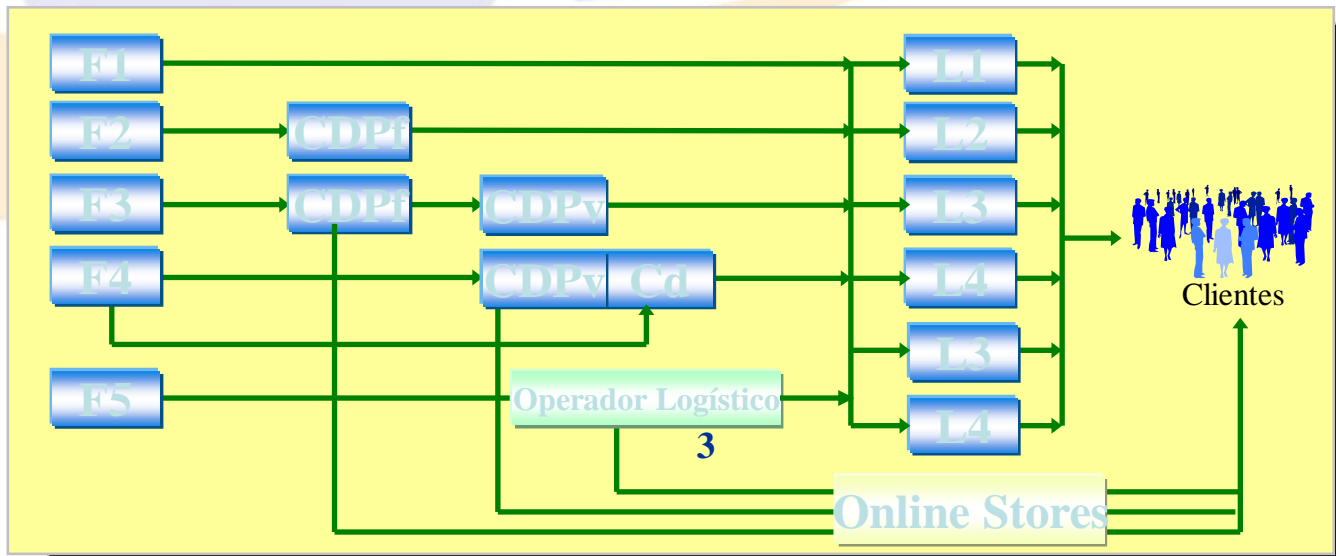 F1
L1
F2
CDPf
L2
F3
CDPf
CDPv
L3
F4
CDPv
Cd
L4
Clientes
L3
F5
Operador Logístico
L4
3
Online Stores